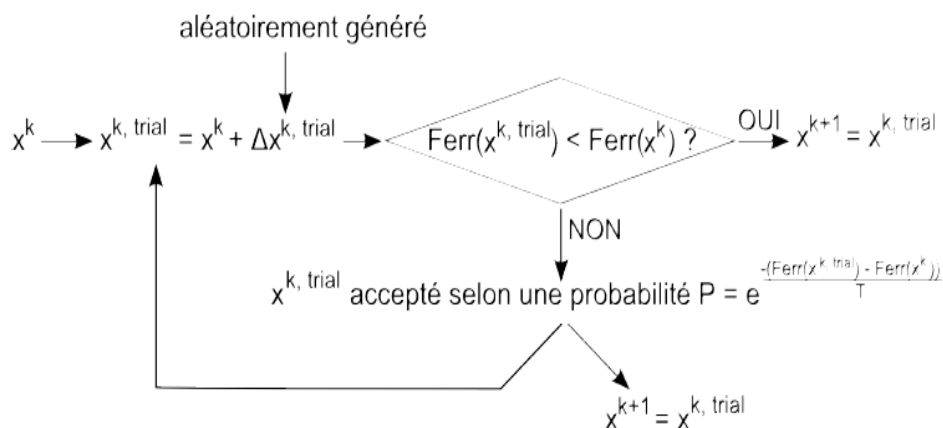 aléatoirement généré
x^k
x^{k, trial} = x^k + Δx^{k, trial}
Ferr(x^{k, trial}) < Ferr(x^k) ?
OUI
x^{k+1} = x^{k, trial}
NON
x^{k, trial} accepté selon une probabilité P = e^{-(Ferr(x^{k, trial}) - Ferr(x^k))/T}
x^{k+1} = x^{k, trial}